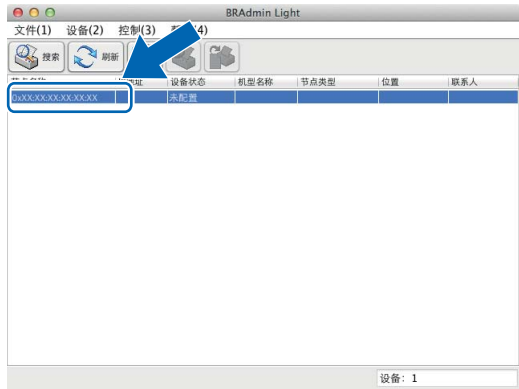 BRAdmin Light
文件(1) 设备(2) 控制(3) (4)
搜索 刷新
设备状态 机型名称 节点类型 位置 联系人
0xXX:XX:XX:XX:XX:XX 未配置
设备: 1